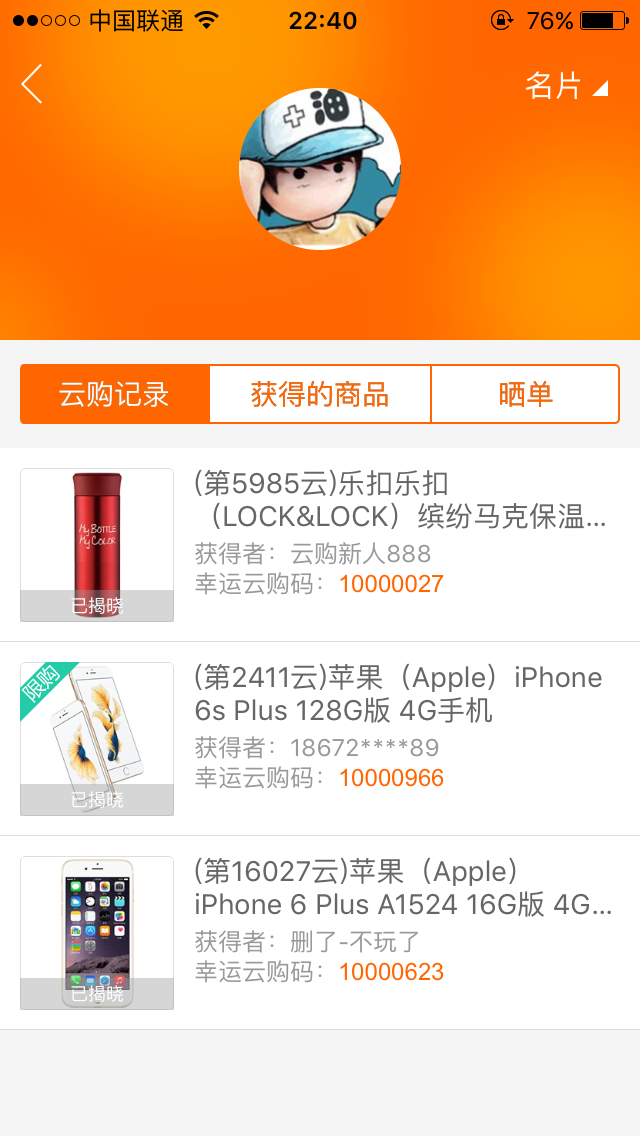 中国联通 22:40 76%
名片
油
云购记录 获得的商品 晒单
(第5985云)乐扣乐扣
（LOCK&LOCK）缤纷马克保温...
获得者：云购新人888
幸运云购码：10000027
My BOTTLE
My COLOR
已揭晓
限购
(第2411云)苹果（Apple）iPhone
6s Plus 128G版 4G手机
获得者：18672****89
幸运云购码：10000966
已揭晓
(第16027云)苹果（Apple）
iPhone 6 Plus A1524 16G版 4G...
获得者：删了-不玩了
幸运云购码：10000623
已揭晓